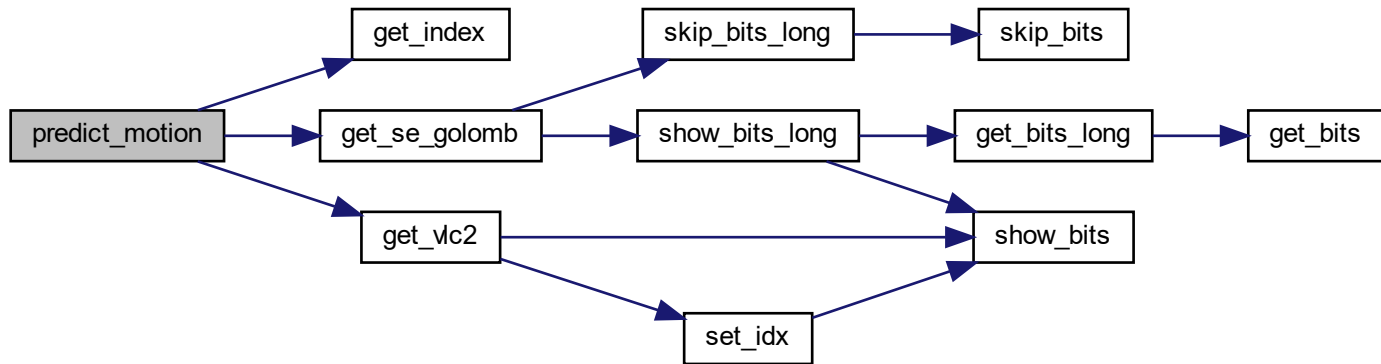 get_index
skip_bits_long
skip_bits
predict_motion
get_se_golomb
show_bits_long
get_bits_long
get_bits
get_vlc2
show_bits
set_idx